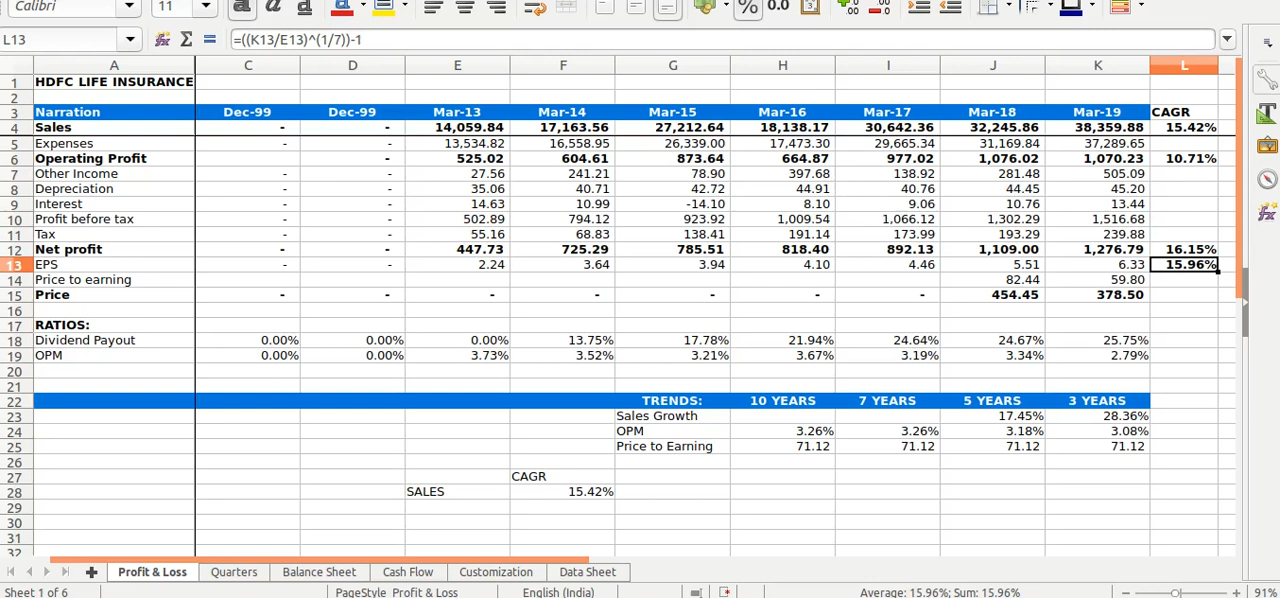 Calibri 11 % 0.0
L13 =((K13/E13)^(1/7))-1
A C D E F G H I J K L
1 HDFC LIFE INSURANCE
2
3 Narration Dec-99 Dec-99 Mar-13 Mar-14 Mar-15 Mar-16 Mar-17 Mar-18 Mar-19 CAGR
4 Sales - - 14,059.84 17,163.56 27,212.64 18,138.17 30,642.36 32,245.86 38,359.88 15.42%
5 Expenses - - 13,534.82 16,558.95 26,339.00 17,473.30 29,665.34 31,169.84 37,289.65
6 Operating Profit - 525.02 604.61 873.64 664.87 977.02 1,076.02 1,070.23 10.71%
7 Other Income - - 27.56 241.21 78.90 397.68 138.92 281.48 505.09
8 Depreciation - - 35.06 40.71 42.72 44.91 40.76 44.45 45.20
9 Interest - - 14.63 10.99 -14.10 8.10 9.06 10.76 13.44
10 Profit before tax - - 502.89 794.12 923.92 1,009.54 1,066.12 1,302.29 1,516.68
11 Tax - - 55.16 68.83 138.41 191.14 173.99 193.29 239.88
12 Net profit - - 447.73 725.29 785.51 818.40 892.13 1,109.00 1,276.79 16.15%
13 EPS - - 2.24 3.64 3.94 4.10 4.46 5.51 6.33 15.96%
14 Price to earning 82.44 59.80
15 Price - - - - - - - 454.45 378.50
16
17 RATIOS:
18 Dividend Payout 0.00% 0.00% 0.00% 13.75% 17.78% 21.94% 24.64% 24.67% 25.75%
19 OPM 0.00% 0.00% 3.73% 3.52% 3.21% 3.67% 3.19% 3.34% 2.79%
20
21
22 TRENDS: 10 YEARS 7 YEARS 5 YEARS 3 YEARS
23 Sales Growth 17.45% 28.36%
24 OPM 3.26% 3.26% 3.18% 3.08%
25 Price to Earning 71.12 71.12 71.12 71.12
26
27 CAGR
28 SALES 15.42%
29
30
31
32
Profit & Loss Quarters Balance Sheet Cash Flow Customization Data Sheet
Sheet 1 of 6 PageStyle_Profit & Loss English (India) Average: 15.96%; Sum: 15.96% 91%